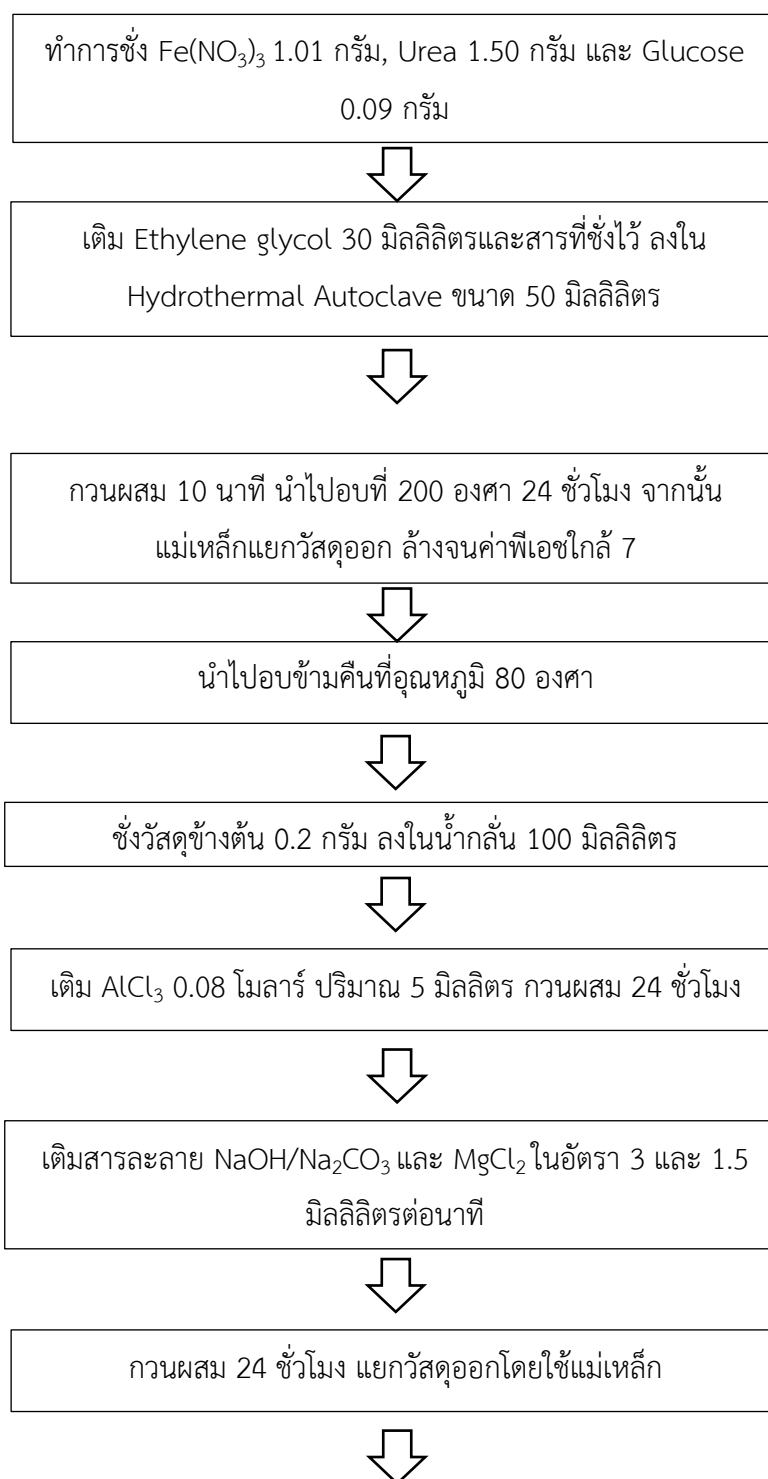 ทำการชั่ง Fe(NO₃)₃ 1.01 กรัม, Urea 1.50 กรัม และ Glucose
0.09 กรัม
เติม Ethylene glycol 30 มิลลิลิตรและสารที่ชั่งไว้ ลงใน
Hydrothermal Autoclave ขนาด 50 มิลลิลิตร
กวนผสม 10 นาที นำไปอบที่ 200 องศา 24 ชั่วโมง จากนั้น
แม่เหล็กแยกวัสดุออก ล้างจนค่าพีเอชใกล้ 7
นำไปอบข้ามคืนที่อุณหภูมิ 80 องศา
ชั่งวัสดุข้างต้น 0.2 กรัม ลงในน้ำกลั่น 100 มิลลิลิตร
เติม AlCl₃ 0.08 โมลาร์ ปริมาณ 5 มิลลิตร กวนผสม 24 ชั่วโมง
เติมสารละลาย NaOH/Na₂CO₃ และ MgCl₂ ในอัตรา 3 และ 1.5
มิลลิลิตรต่อนาที
กวนผสม 24 ชั่วโมง แยกวัสดุออกโดยใช้แม่เหล็ก